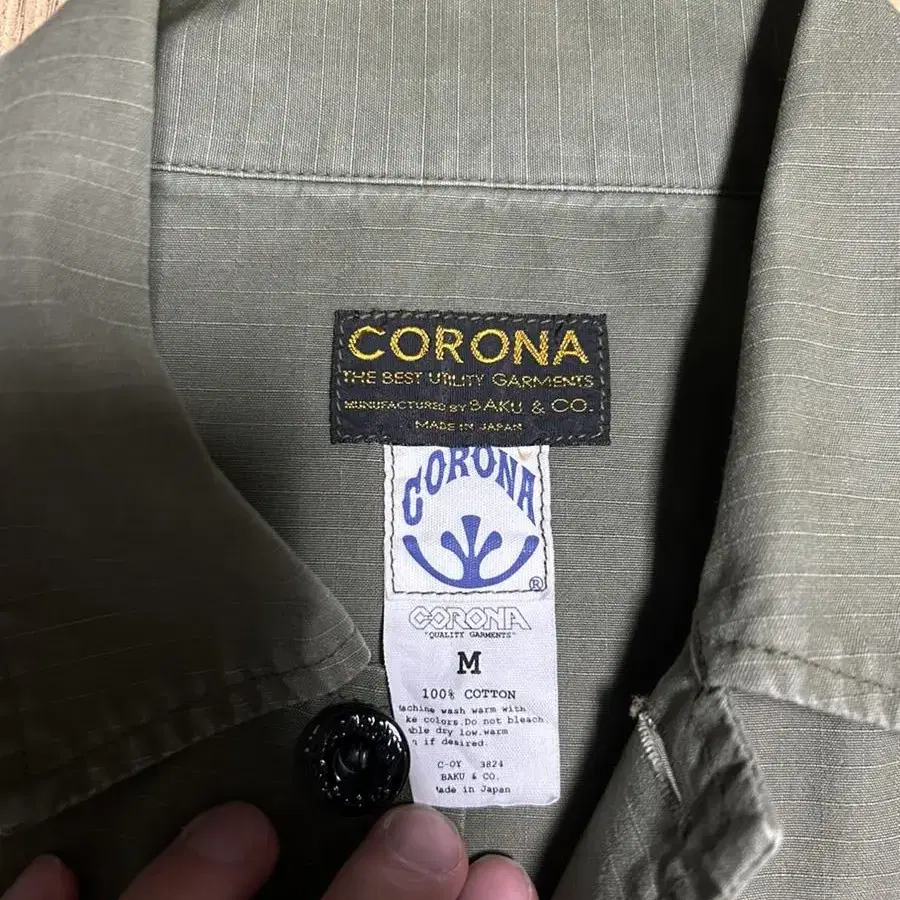 CORONA
THE BEST UTILITY GARMENTS
MUNUFACTURED BY BAKU & CO.
MADE IN JAPAN
CORONA
®
CORONA
"QUALITY GARMENTS"
M
100% COTTON
achine wash warm with
ke colors.Do not bleach
ble dry low.warm
if desired.
C-OY 3824
BAKU & CO.
ade in Japan